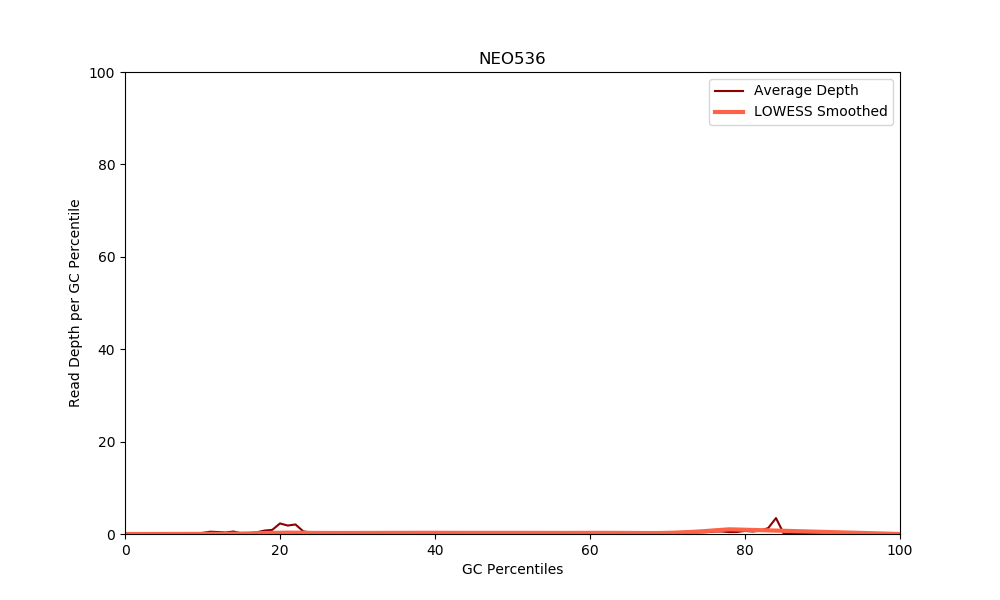 NEO536
100
80
60
40
20
0
Read Depth per GC Percentile
Average Depth
LOWESS Smoothed
0 20 40 60 80 100
GC Percentiles